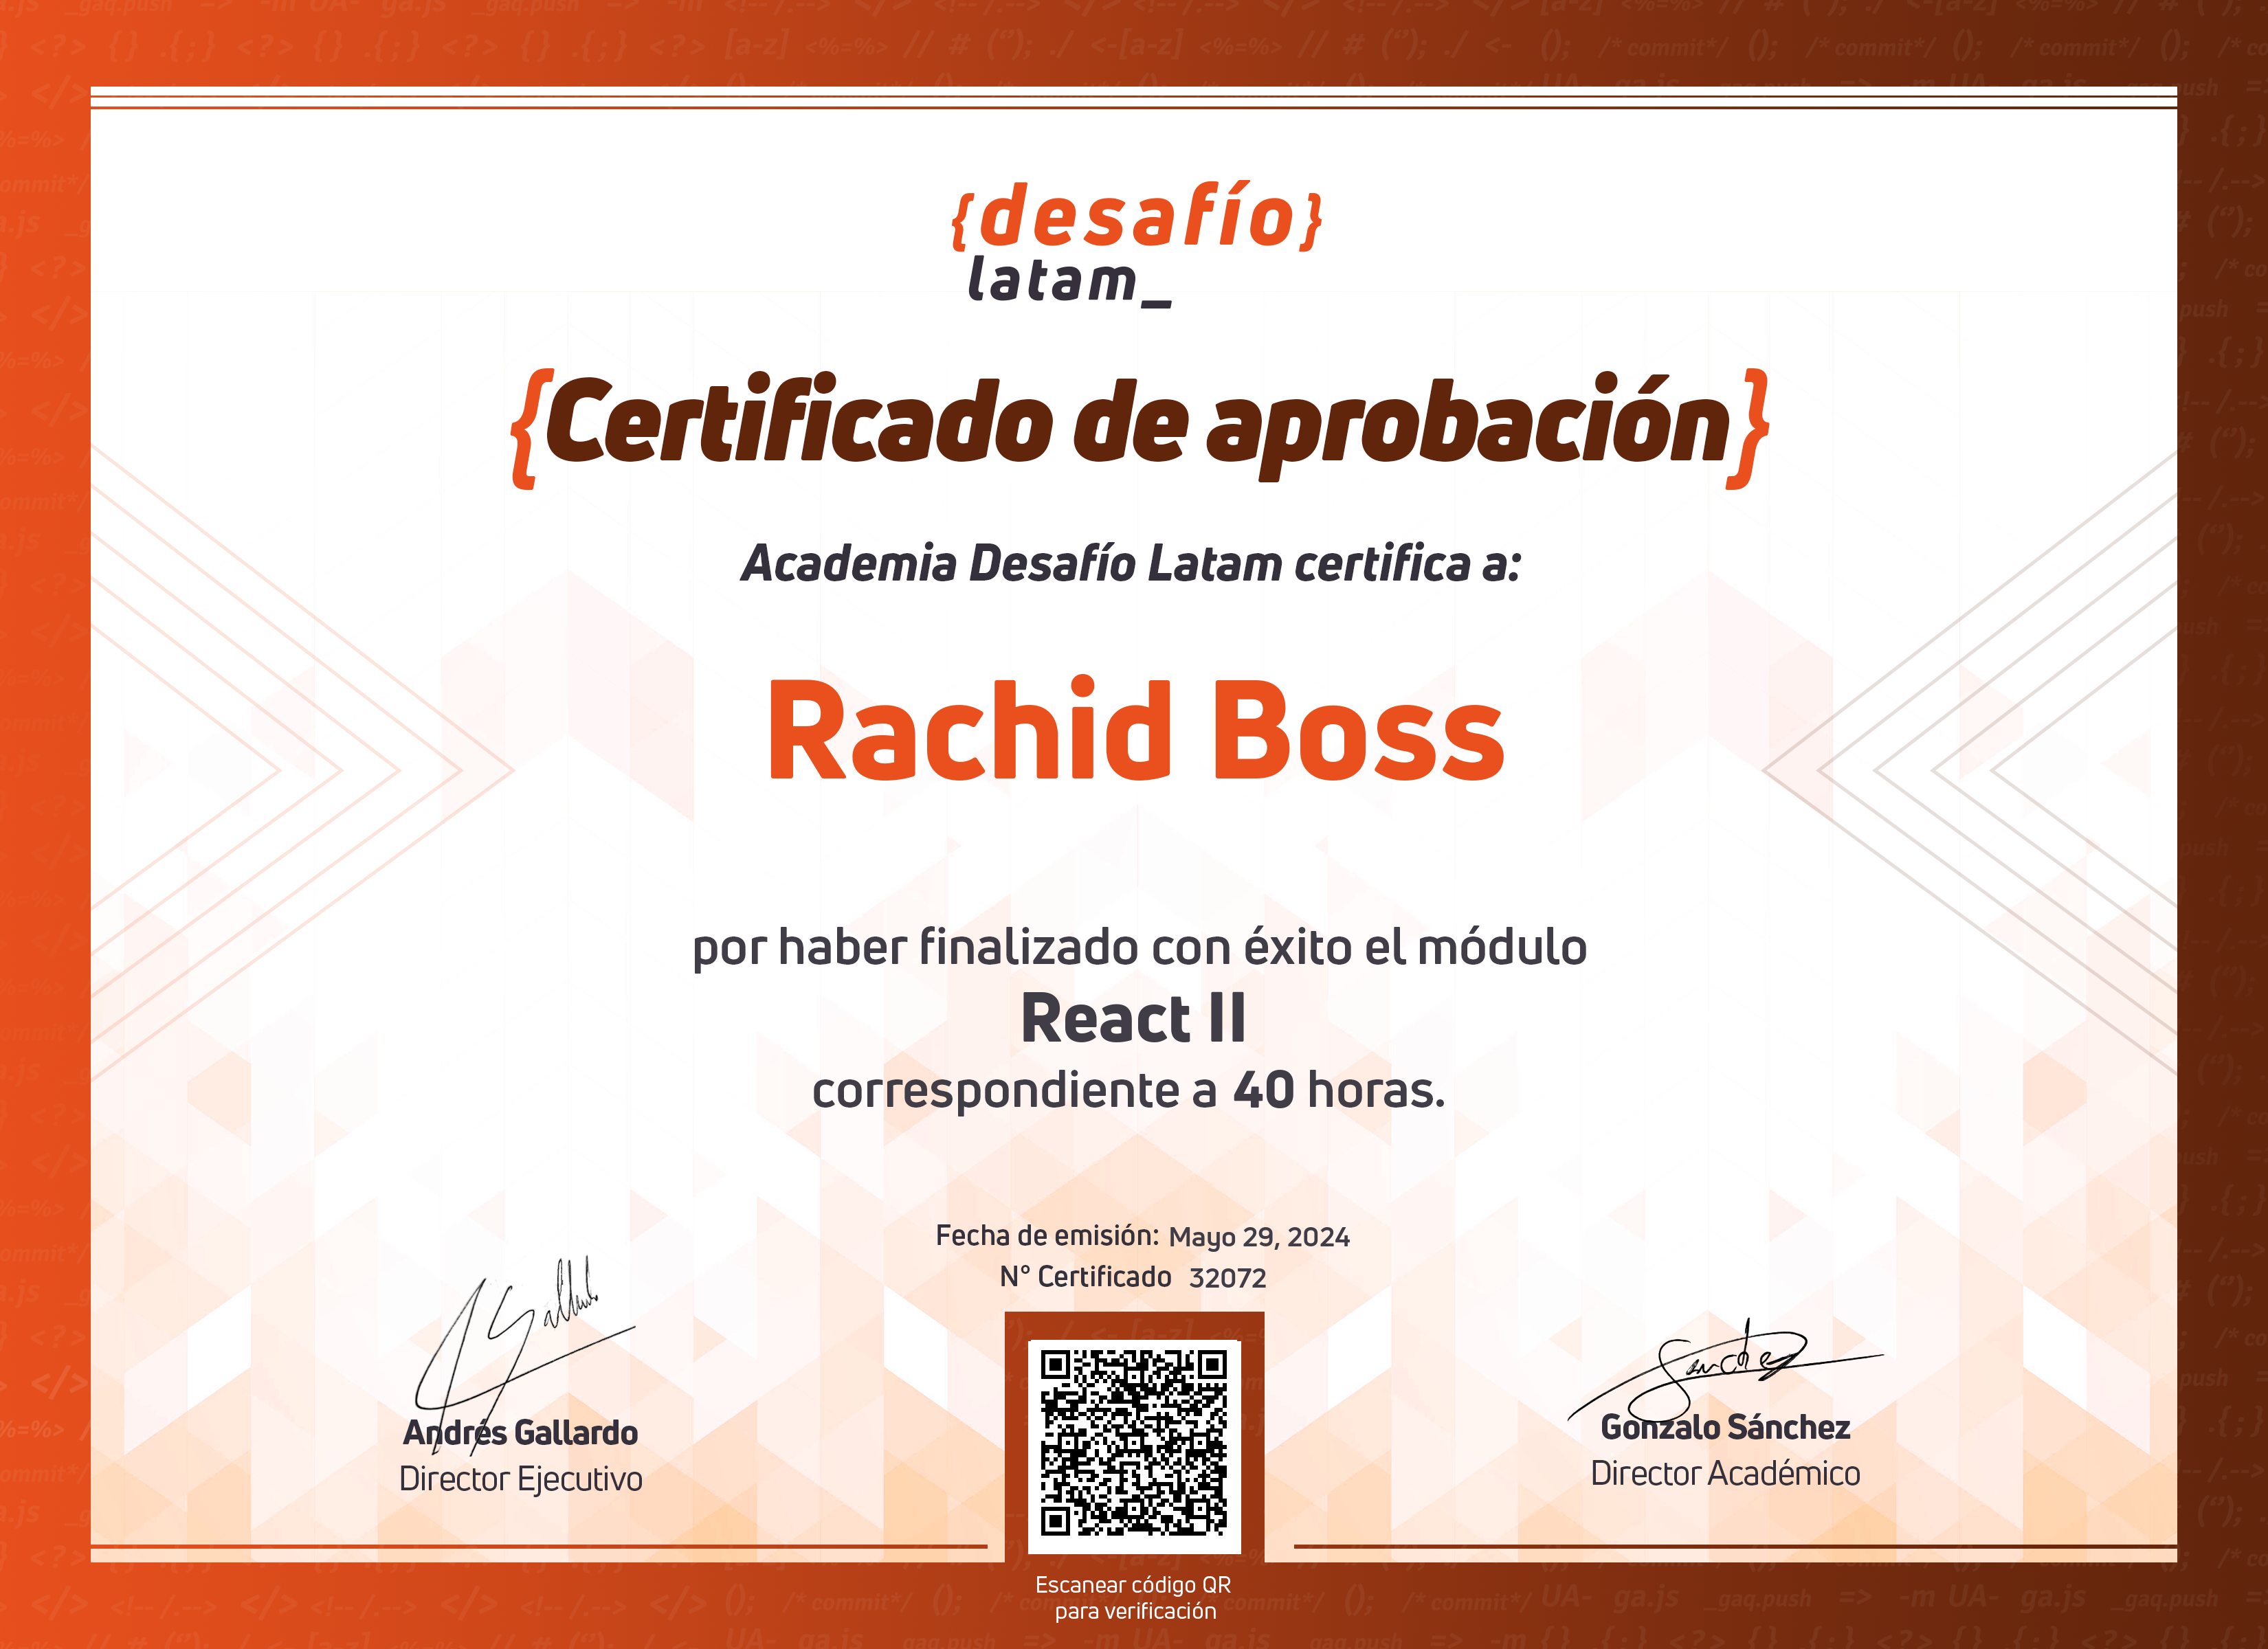 {desafío}
latam_
{Certificado de aprobación}
Academia Desafío Latam certifica a:
Rachid Boss
por haber finalizado con éxito el módulo
React II
correspondiente a 40 horas.
Fecha de emisión: Mayo 29, 2024
N° Certificado 32072
Andrés Gallardo
Director Ejecutivo
Gonzalo Sánchez
Director Académico
Escanear código QR
para verificación